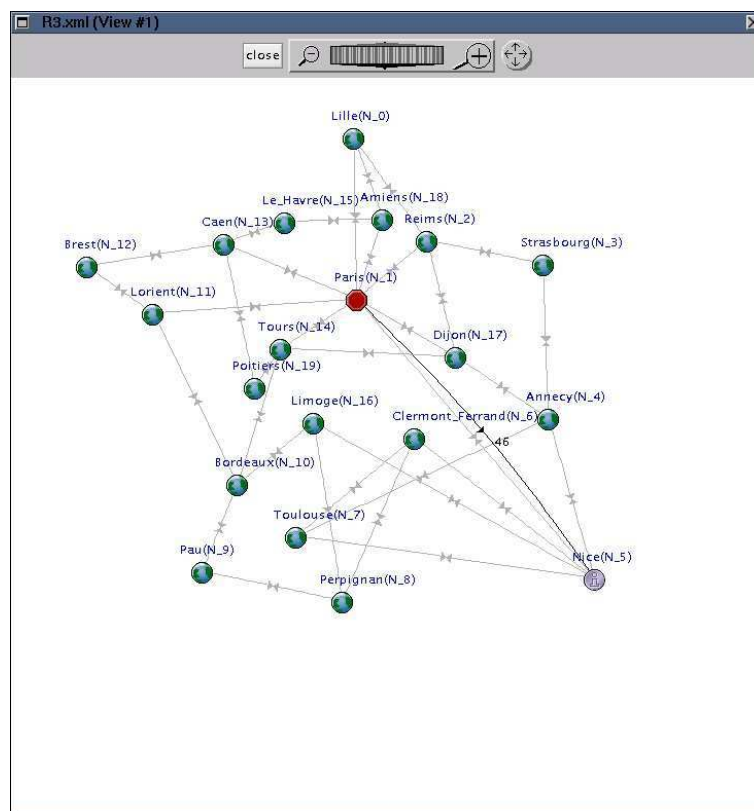 R3.xml (View #1)
close
Lille(N_0)
Le_Havre(N_15)
Amiens(N_18)
Caen(N_13)
Reims(N_2)
Brest(N_12)
Strasbourg(N_3)
Paris(N_1)
Lorient(N_11)
Tours(N_14)
Dijon(N_17)
Poitiers(N_19)
Limoge(N_16)
Clermont_Ferrand(N_6)
Annecy(N_4)
46
Bordeaux(N_10)
Toulouse(N_7)
Pau(N_9)
Nice(N_5)
Perpignan(N_8)